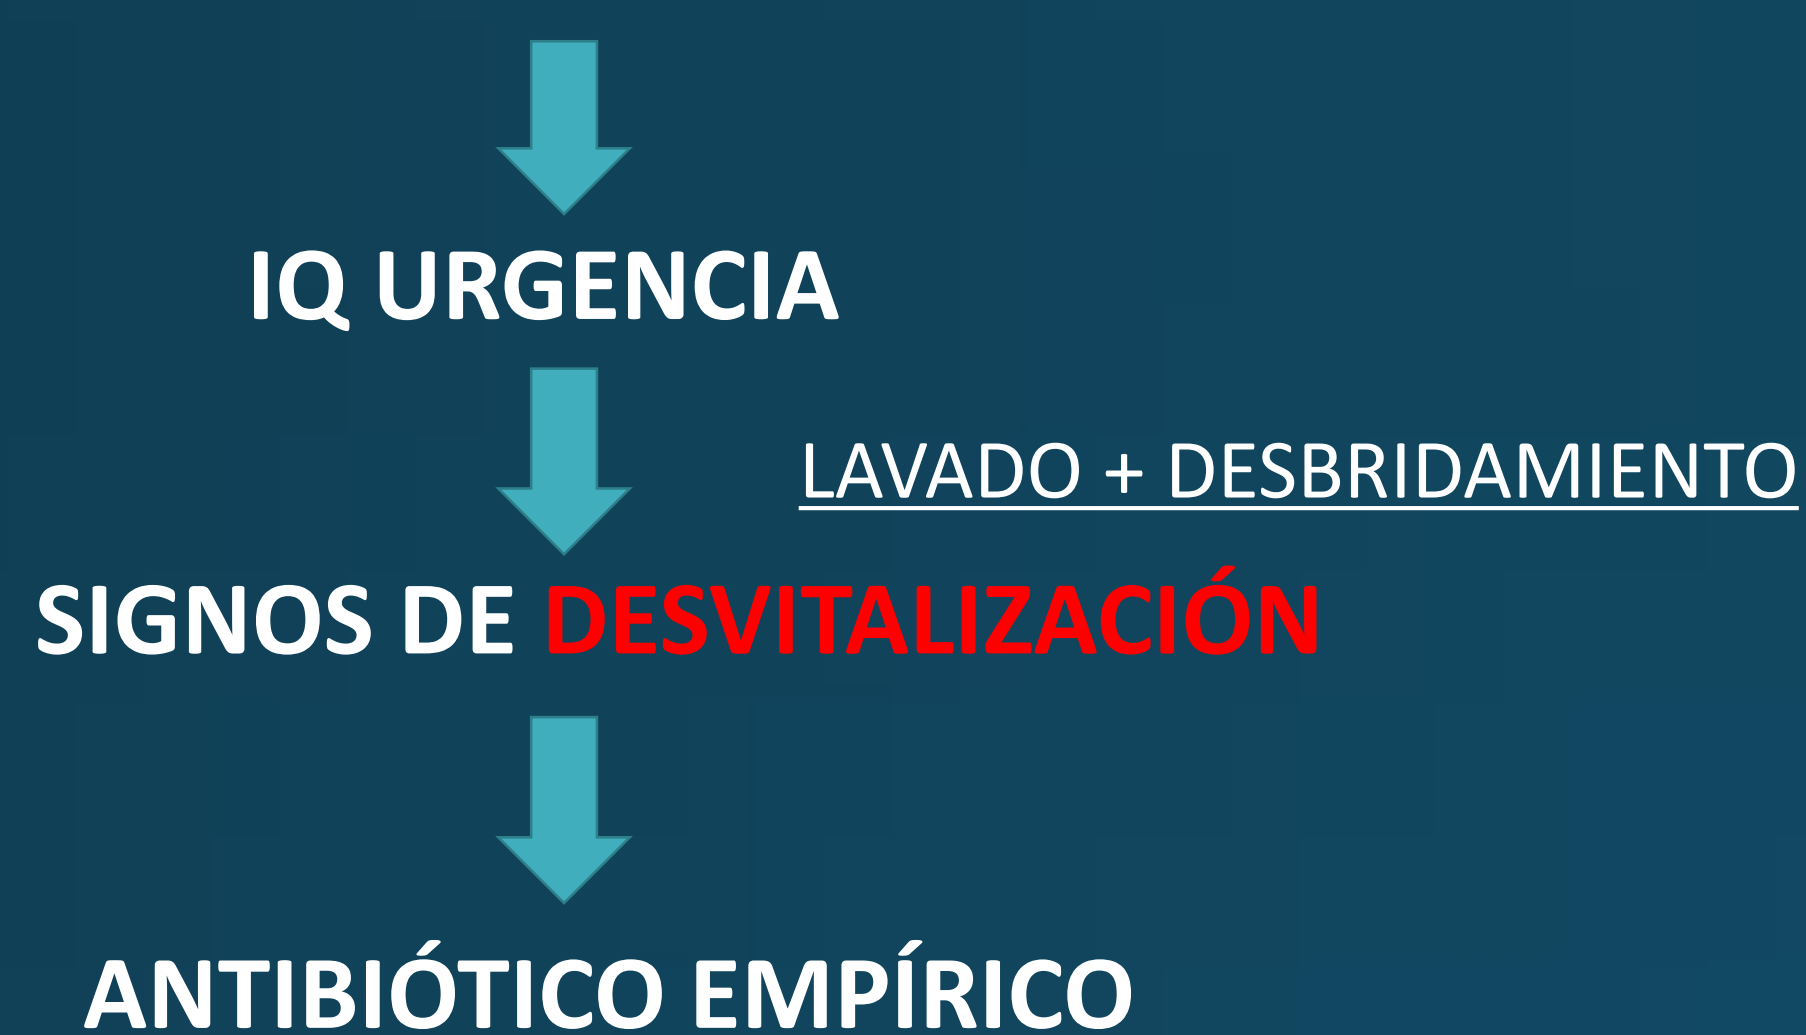 IQ URGENCIA
LAVADO + DESBRIDAMIENTO
SIGNOS DE DESVITALIZACIÓN
ANTIBIÓTICO EMPÍRICO